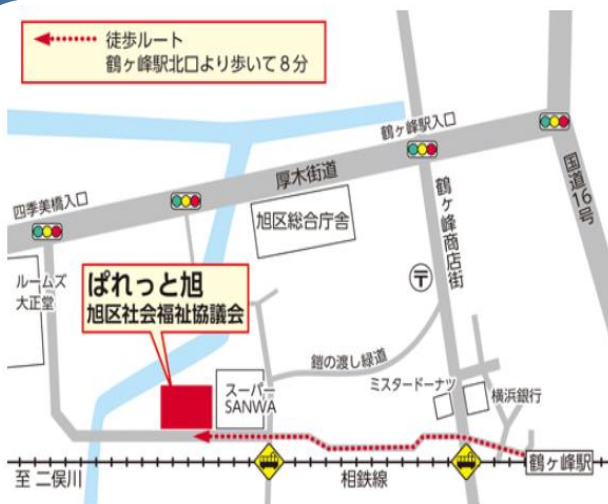 徒歩ルート
鶴ヶ峰駅北口より歩いて8分
鶴ヶ峰駅入口
厚木街道
国道16号
四季美橋入口
旭区総合庁舎
鶴ヶ峰商店街
〒
ルームズ
大正堂
ぱれっと旭
旭区社会福祉協議会
鎧の渡し緑道
スーパー
SANWA
ミスタードーナツ
横浜銀行
鶴ヶ峰駅
至 二俣川
相鉄線